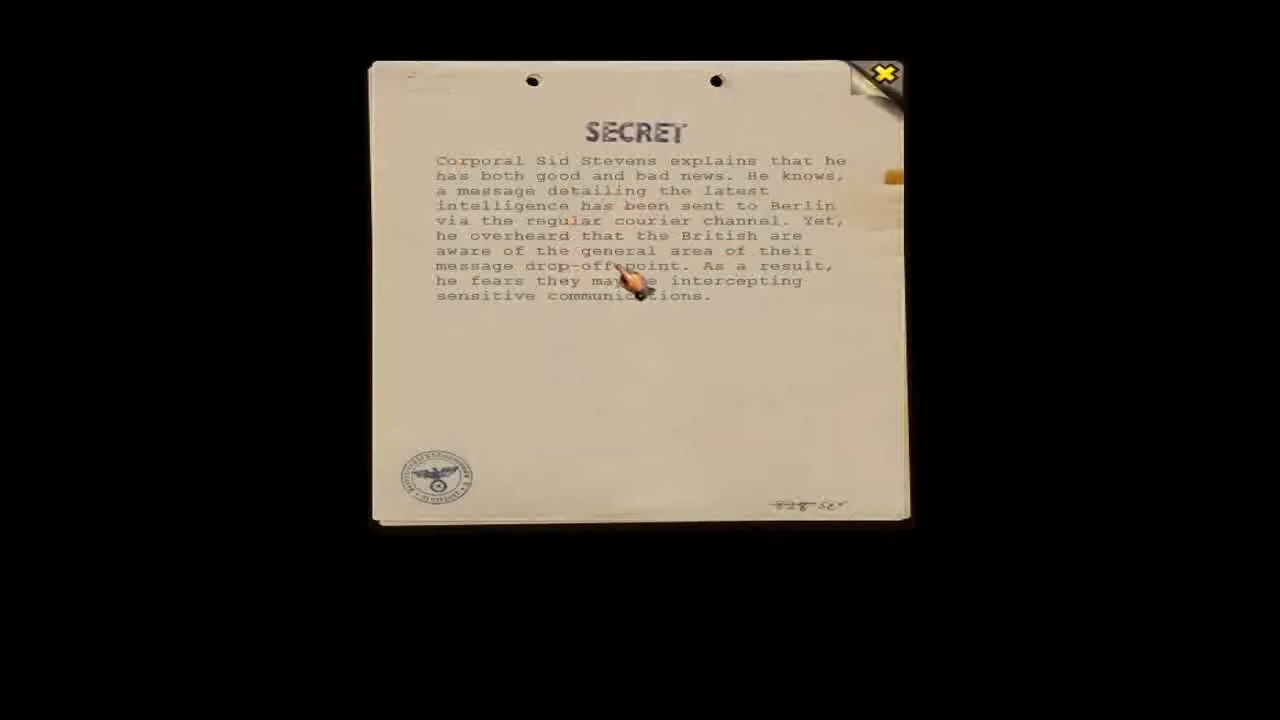 SECRET
Corporal Sid Stevens explains that he
has both good and bad news. He knows,
a message detailing the latest
intelligence has been sent to Berlin
via the regular courier channel. Yet,
he overheard that the British are
aware of the general area of their
message drop-off point. As a result,
he fears they may be intercepting
sensitive communications.